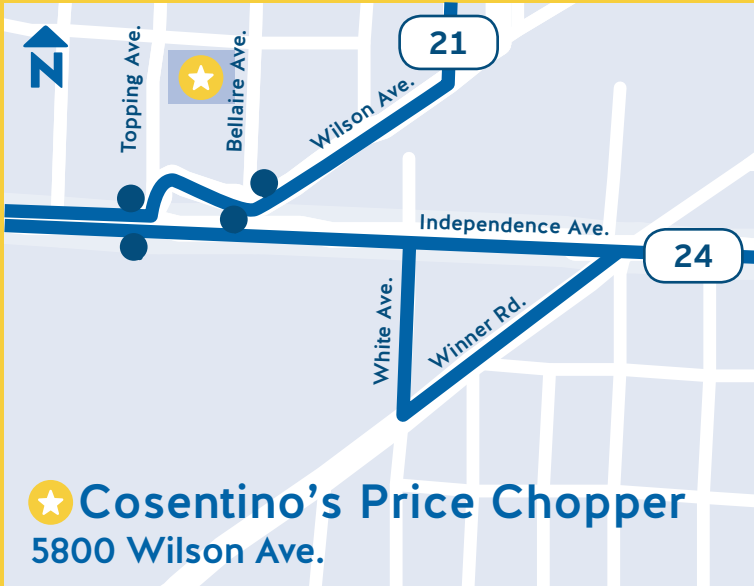 N
Topping Ave.
Bellaire Ave.
21
Wilson Ave.
Independence Ave.
24
White Ave.
Winner Rd.
Cosentino’s Price Chopper
5800 Wilson Ave.